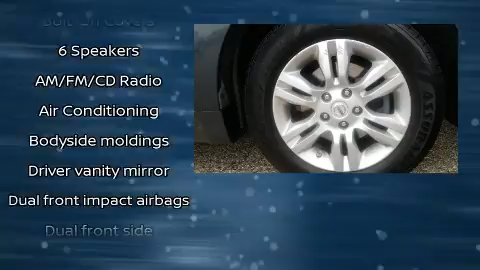 6 Speakers
AM/FM/CD Radio
Air Conditioning
Bodyside moldings
Driver vanity mirror
Dual front impact airbags
Dual front side
ASSURANCE